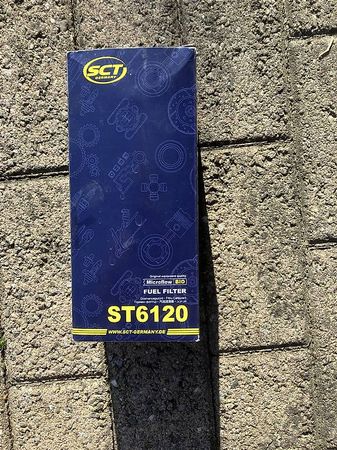 SCT
GERMANY
Original equipment quality
Microflow BIO
FUEL FILTER
ST6120
WWW.SCT-GERMANY.DE